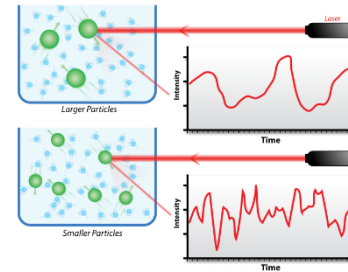 Laser
Intensity
Larger Particles
Time
Intensity
Smaller Particles
Time